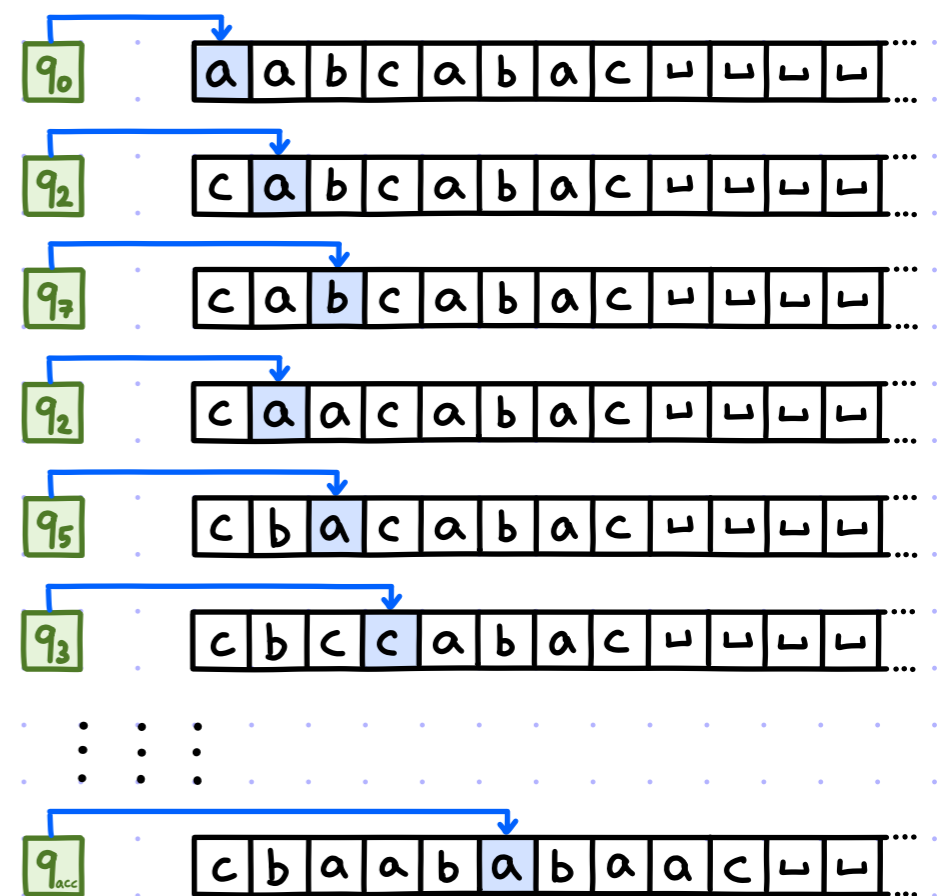 q₀ a a b c a b a c ⊔ ⊔ ⊔ ⊔ ....
q₂ c a b c a b a c ⊔ ⊔ ⊔ ⊔ ....
q₇ c a b c a b a c ⊔ ⊔ ⊔ ⊔ ....
q₂ c a a c a b a c ⊔ ⊔ ⊔ ⊔ ....
q₅ c b a c a b a c ⊔ ⊔ ⊔ ⊔ ....
q₃ c b c c a b a c ⊔ ⊔ ⊔ ⊔ ....
⋮ ⋮ ⋮
qacc c b a a b a b a a c ⊔ ⊔ ....